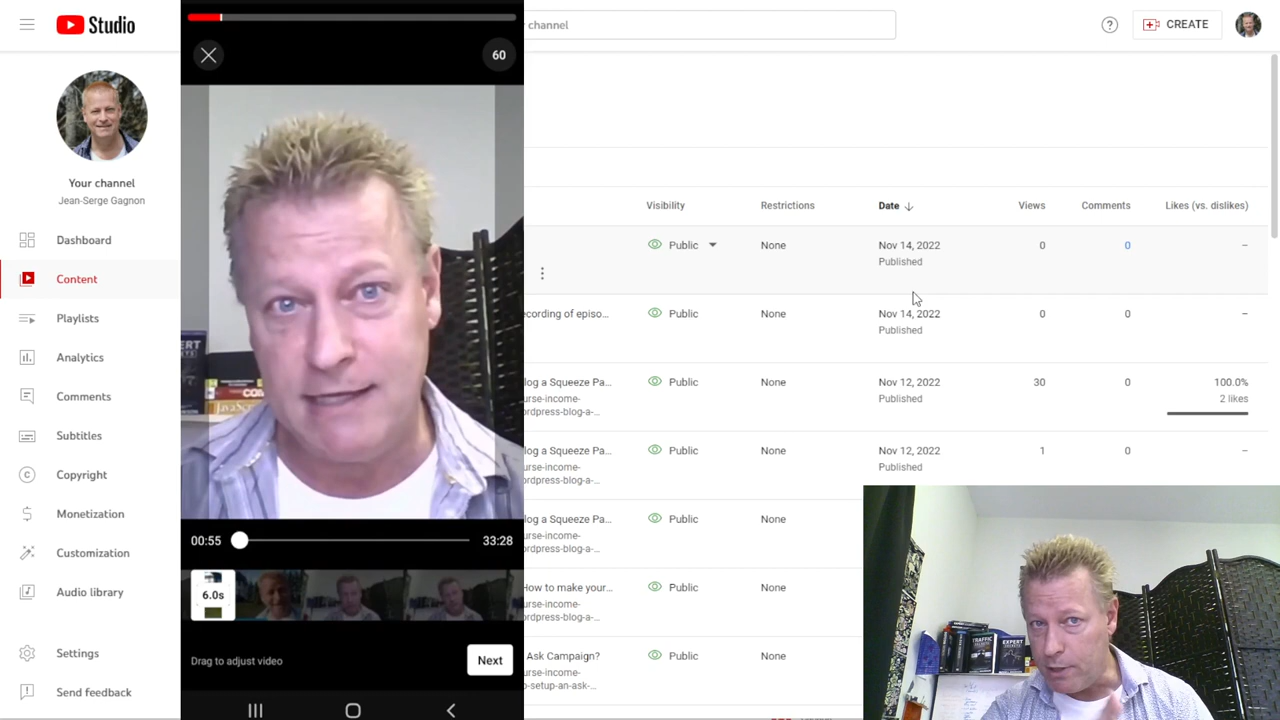 Studio
channel
CREATE
60
Your channel
Jean-Serge Gagnon
Dashboard
Content
Playlists
Analytics
Comments
Subtitles
Copyright
Monetization
Customization
Audio library
Settings
Send feedback
00:55
33:28
6.0s
Drag to adjust video
Next
Visibility Restrictions Date Views Comments Likes (vs. dislikes)
Public None Nov 14, 2022 0 0 –
Published
ecording of episo... Public None Nov 14, 2022 0 0 –
Published
log a Squeeze Pa... Public None Nov 12, 2022 30 0 100.0%
urse-income- Published 2 likes
ordpress-blog-a-...
log a Squeeze Pa... Public None Nov 12, 2022 1 0 –
urse-income- Published
ordpress-blog-a-...
log a Squeeze Pa... Public None
urse-income-
ordpress-blog-a-...
How to make your... Public None
urse-income-
ordpress-blog-a-...
Ask Campaign? Public None
urse-income-
o-setup-an-ask-...
TRAFFIC
SECRETS
EXPERT
SECRETS